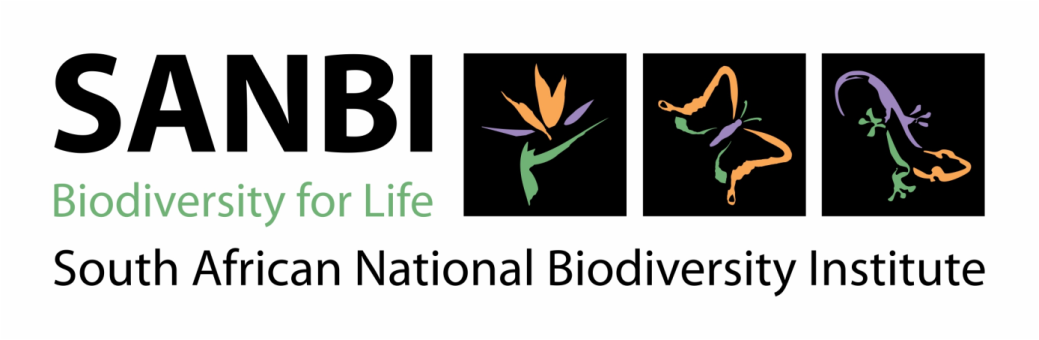 SANBI
Biodiversity for Life
South African National Biodiversity Institute